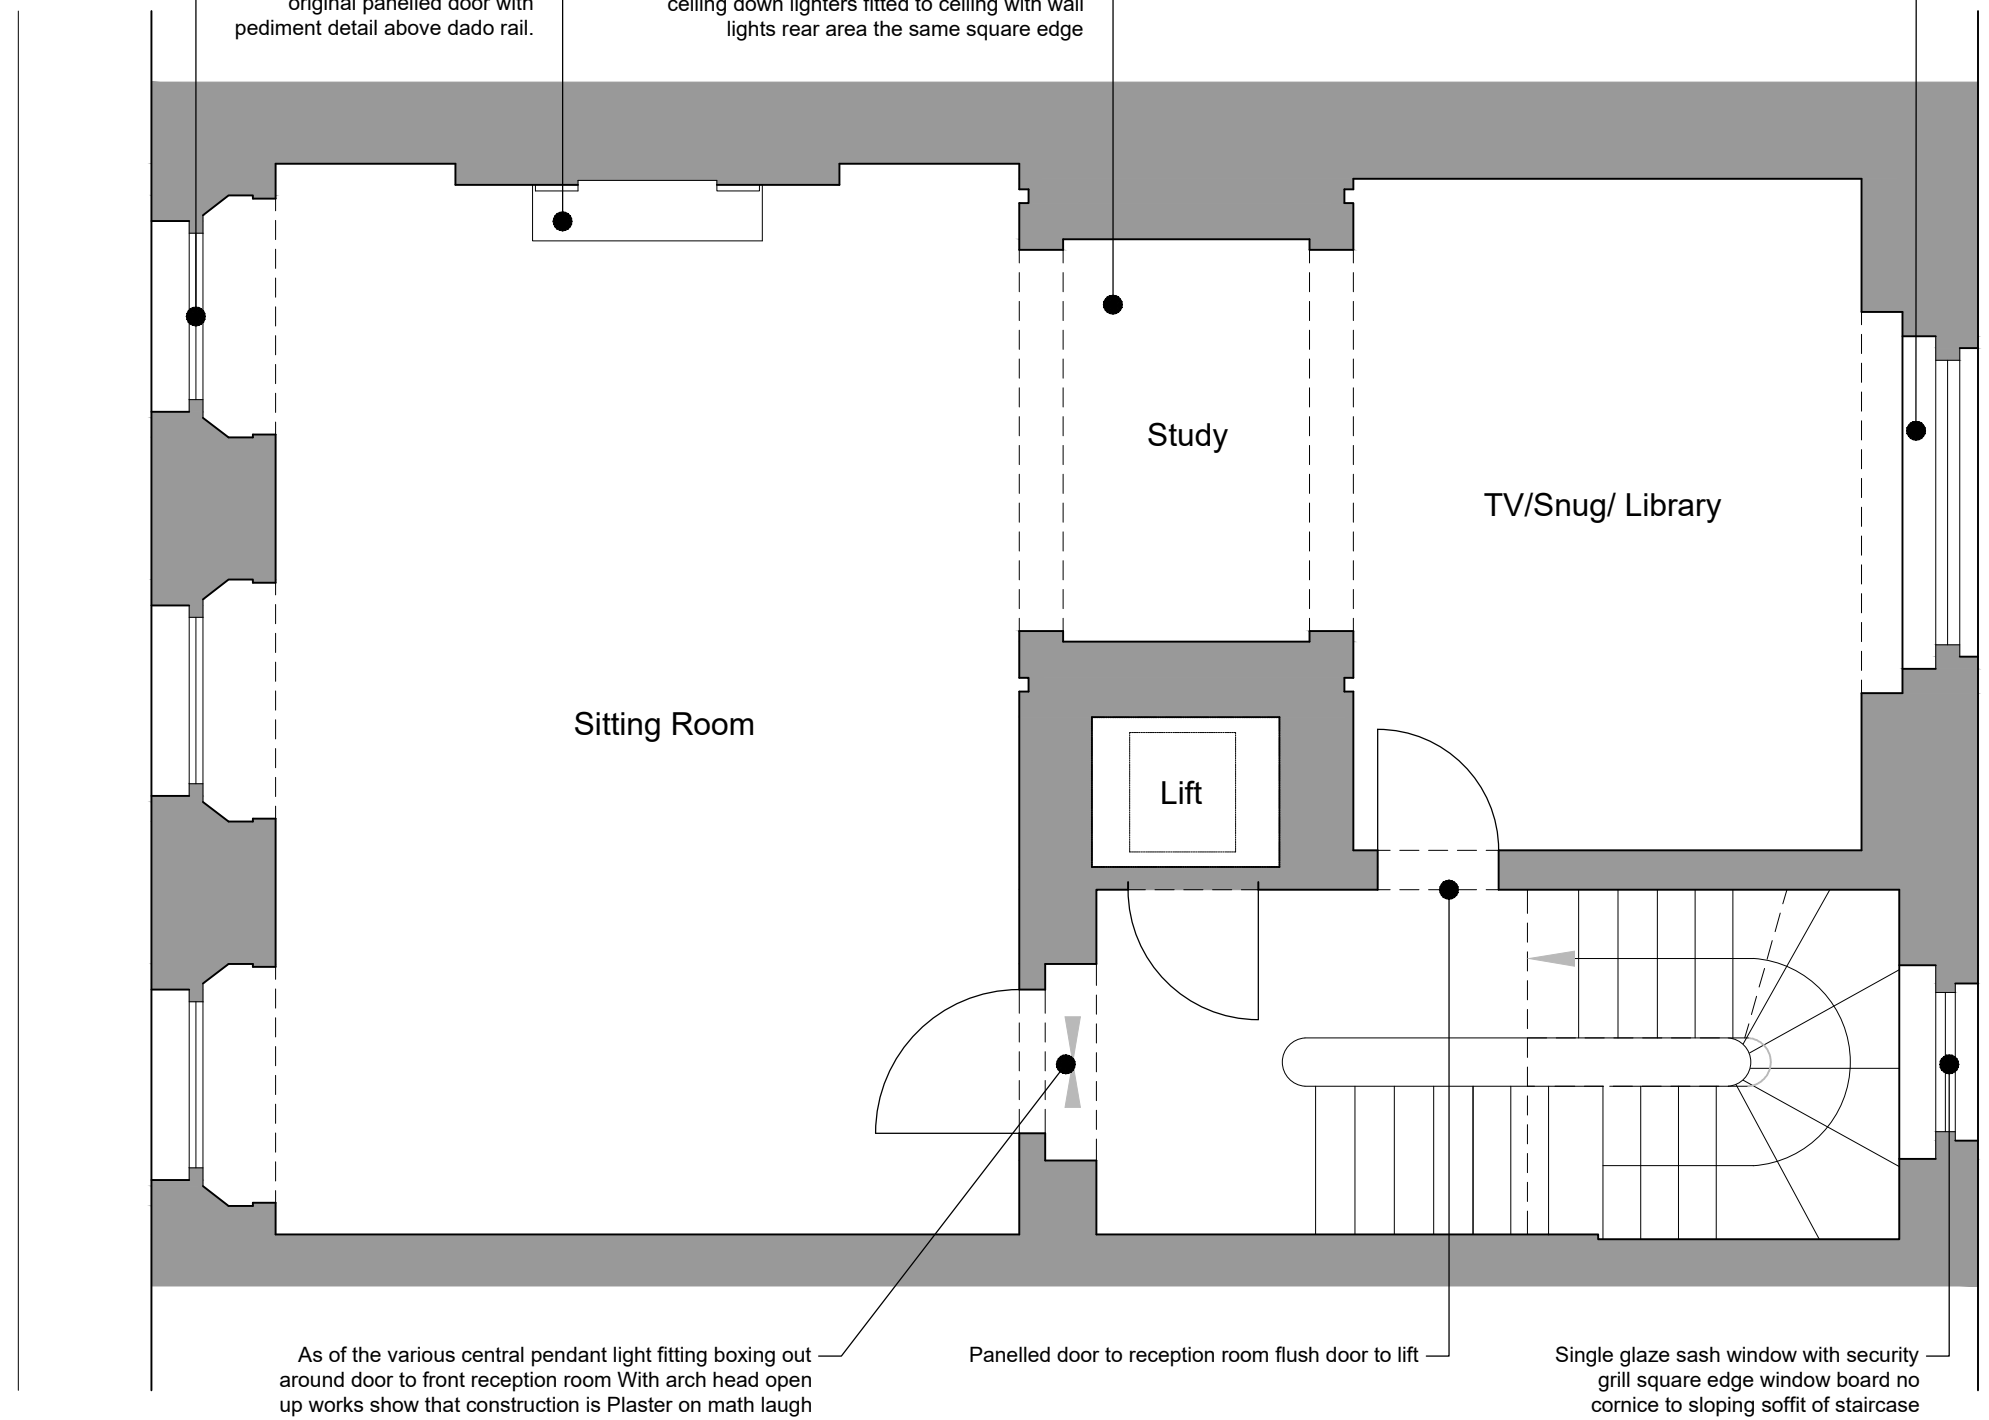 original panelled door with
pediment detail above dado rail.
ceiling down lighters fitted to ceiling with wall
lights rear area the same square edge
Study
TV/Snug/ Library
Sitting Room
Lift
As of the various central pendant light fitting boxing out
around door to front reception room With arch head open
up works show that construction is Plaster on math laugh
Panelled door to reception room flush door to lift
Single glaze sash window with security
grill square edge window board no
cornice to sloping soffit of staircase